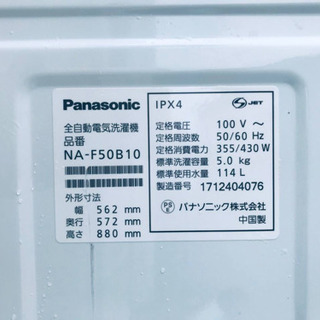 Panasonic
全自動電気洗濯機
品番
NA-F50B10
外形寸法
幅 562 mm
奥行 572 mm
高さ 880 mm
IPX4
JET
定格電圧 100 V ～
定格周波数 50/60 Hz
定格消費電力 355/430 W
標準洗濯容量 5.0 kg
標準使用水量 114 L
製造番号 1712404076
PS E パナソニック株式会社
中国製